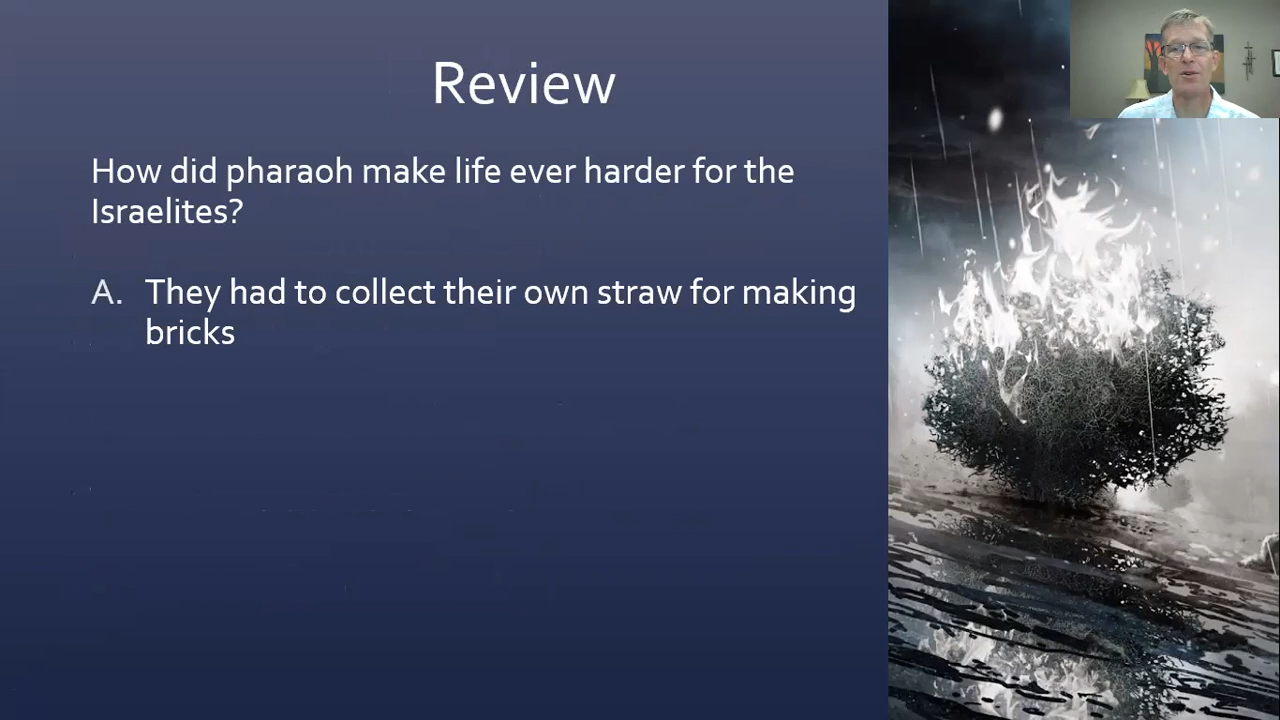 Review
How did pharaoh make life ever harder for the
Israelites?
A. They had to collect their own straw for making
bricks